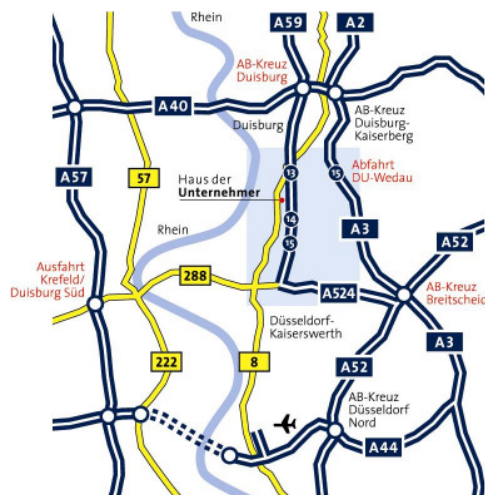 Rhein
A59
A2
AB-Kreuz
Duisburg
A40
AB-Kreuz
Duisburg-
Kaiserberg
Duisburg
A57
57
Haus der
Unternehmer
13
15
Abfahrt
DU-Wedau
14
15
Rhein
A3
A52
Ausfahrt
Krefeld/
Duisburg Süd
288
A524
AB-Kreuz
Breitscheid
Düsseldorf-
Kaiserswerth
A3
222
8
A52
AB-Kreuz
Düsseldorf
Nord
A44